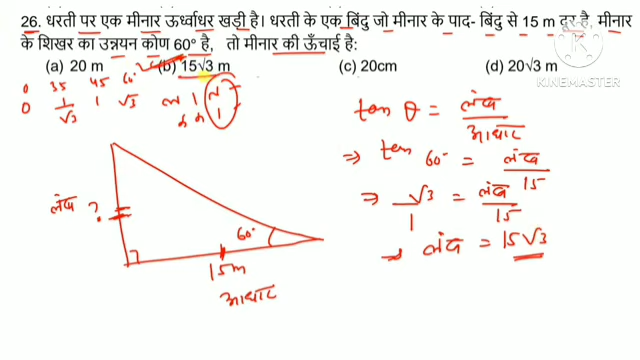 26. धरती पर एक मीनार ऊर्ध्वाधर खड़ी है। धरती के एक बिंदु जो मीनार के पाद- बिंदु से 15 m दूर है, मीनार
के शिखर का उन्नयन कोण 60° है, तो मीनार की ऊँचाई है:
(a) 20 m (b) 15√3 m (c) 20cm (d) 20√3 m
0 35 45 60°
0 1/√3 1 √3
tan θ = लंब/आधार
⇒ tan 60° = लंब/15
⇒ √3/1 = लंब/15
लंब = 15√3
लंब ?
60°
15m
आधार